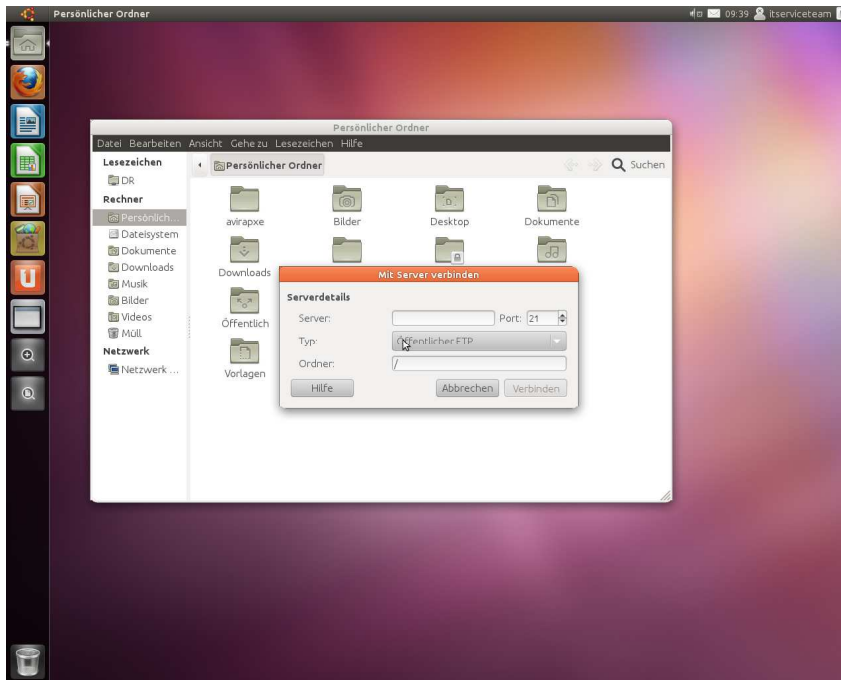 Persönlicher Ordner
09:39 itserviceteam
Persönlicher Ordner
Datei Bearbeiten Ansicht Gehe zu Lesezeichen Hilfe
Lesezeichen
DR
Rechner
Persönlich...
Dateisystem
Dokumente
Downloads
Musik
Bilder
Videos
Müll
Netzwerk
Netzwerk ...
Persönlicher Ordner
Suchen
avirapxe
Bilder
Desktop
Dokumente
Downloads
Öffentlich
Vorlagen
Mit Server verbinden
Serverdetails
Server:
Port: 21
Typ: Öffentlicher FTP
Ordner: /
Hilfe Abbrechen Verbinden